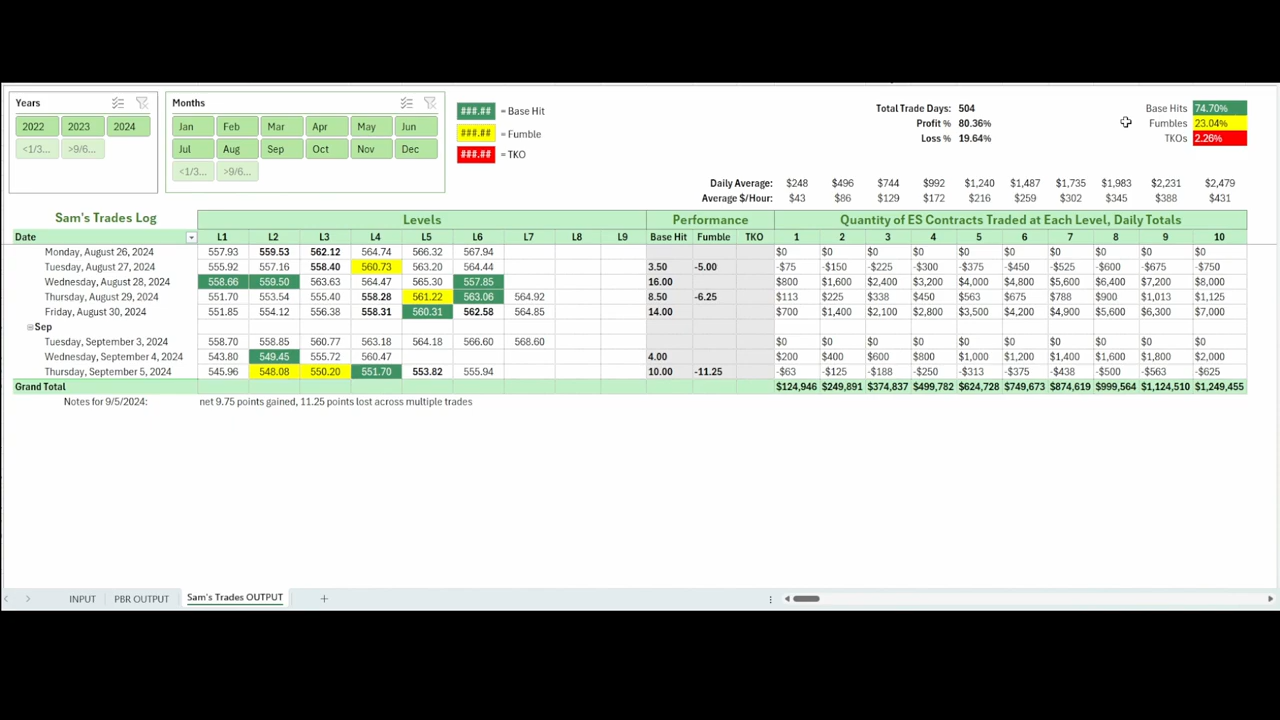 Years
2022 2023 2024
<1/3... >9/6...
Months
Jan Feb Mar Apr May Jun
Jul Aug Sep Oct Nov Dec
<1/3... >9/6...
###.## = Base Hit
###.## = Fumble
###.## = TKO
Total Trade Days: 504
Profit % 80.36%
Loss % 19.64%
Base Hits 74.70%
Fumbles 23.04%
TKOs 2.26%
Daily Average: $248 $496 $744 $992 $1,240 $1,487 $1,735 $1,983 $2,231 $2,479
Average $/Hour: $43 $86 $129 $172 $216 $259 $302 $345 $388 $431
Sam's Trades Log Levels Performance Quantity of ES Contracts Traded at Each Level, Daily Totals
Date L1 L2 L3 L4 L5 L6 L7 L8 L9 Base Hit Fumble TKO 1 2 3 4 5 6 7 8 9 10
Monday, August 26, 2024 557.93 559.53 562.12 564.74 566.32 567.94 $0 $0 $0 $0 $0 $0 $0 $0 $0 $0
Tuesday, August 27, 2024 555.92 557.16 558.40 560.73 563.20 564.44 3.50 -5.00 -$75 -$150 -$225 -$300 -$375 -$450 -$525 -$600 -$675 -$750
Wednesday, August 28, 2024 558.66 559.50 563.63 564.47 565.30 557.85 16.00 $800 $1,600 $2,400 $3,200 $4,000 $4,800 $5,600 $6,400 $7,200 $8,000
Thursday, August 29, 2024 551.70 553.54 555.40 558.28 561.22 563.06 564.92 8.50 -6.25 $113 $225 $338 $450 $563 $675 $788 $900 $1,013 $1,125
Friday, August 30, 2024 551.85 554.12 556.38 558.31 560.31 562.58 564.85 14.00 $700 $1,400 $2,100 $2,800 $3,500 $4,200 $4,900 $5,600 $6,300 $7,000
Sep
Tuesday, September 3, 2024 558.70 558.85 560.77 563.18 564.18 566.60 568.60 $0 $0 $0 $0 $0 $0 $0 $0 $0 $0
Wednesday, September 4, 2024 543.80 549.45 555.72 560.47 4.00 $200 $400 $600 $800 $1,000 $1,200 $1,400 $1,600 $1,800 $2,000
Thursday, September 5, 2024 545.96 548.08 550.20 551.70 553.82 555.94 10.00 -11.25 -$63 -$125 -$188 -$250 -$313 -$375 -$438 -$500 -$563 -$625
Grand Total $124,946 $249,891 $374,837 $499,782 $624,728 $749,673 $874,619 $999,564 $1,124,510 $1,249,455
Notes for 9/5/2024: net 9.75 points gained, 11.25 points lost across multiple trades
INPUT PBR OUTPUT Sam's Trades OUTPUT